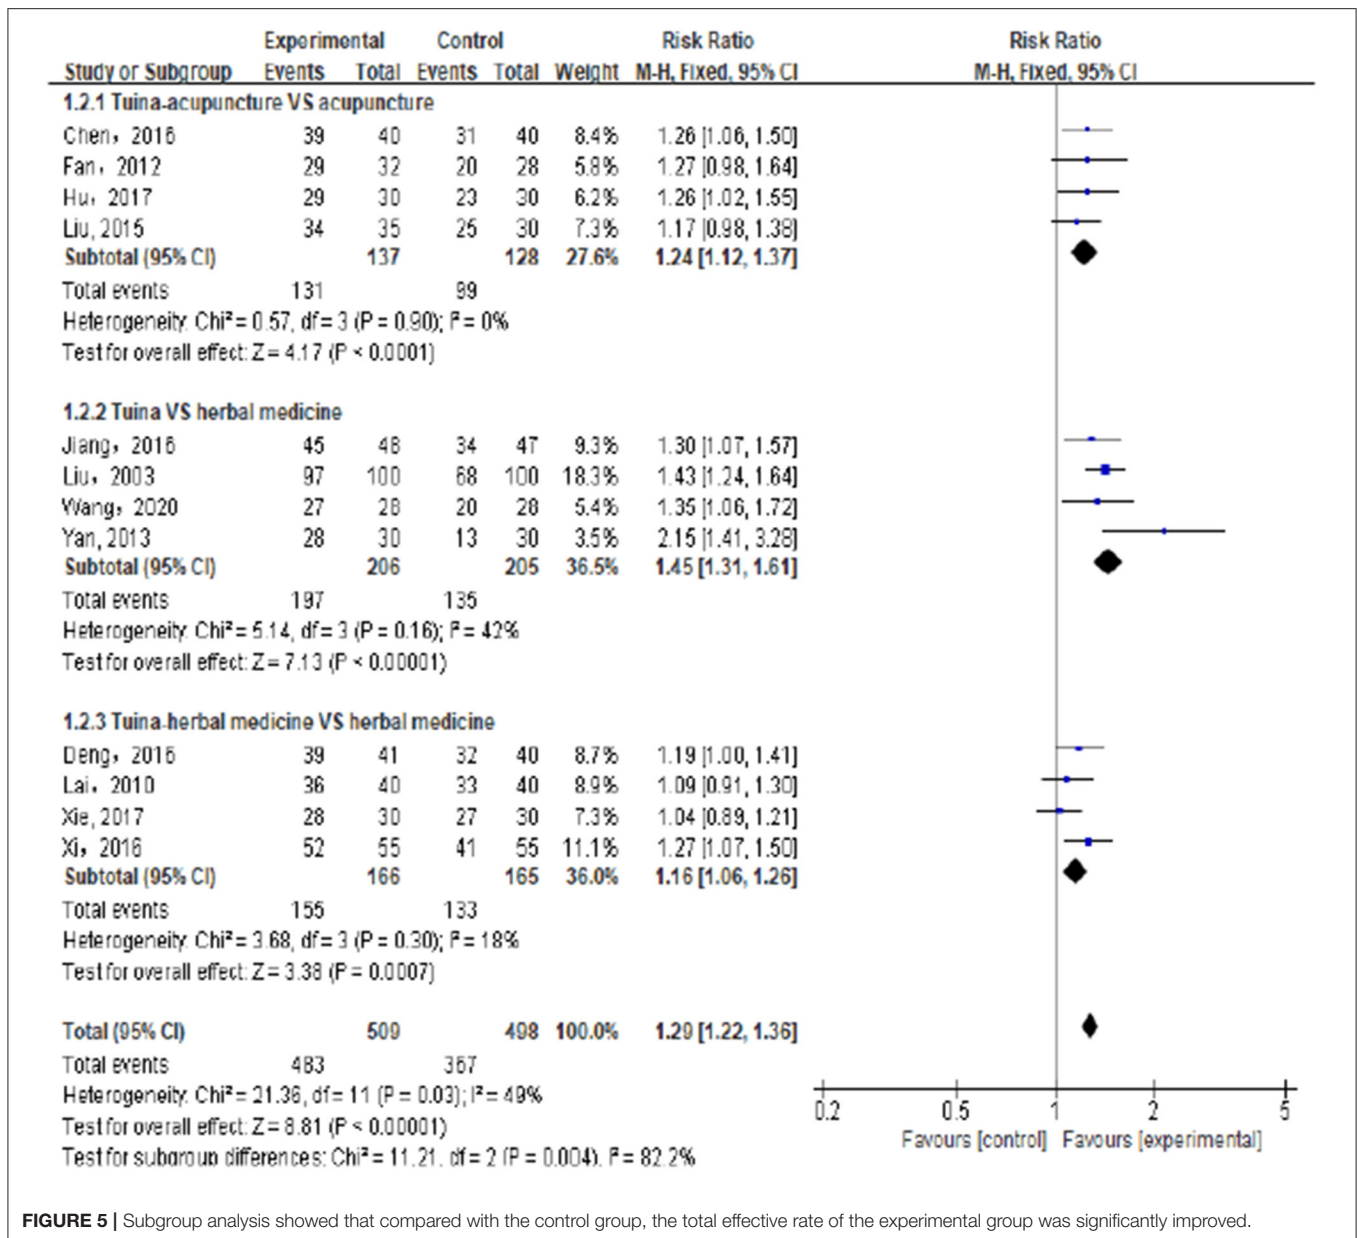 Experimental Control Risk Ratio Risk Ratio
Study or Subgroup Events Total Events Total Weight M-H, Fixed, 95% CI M-H, Fixed, 95% CI
1.2.1 Tuina-acupuncture VS acupuncture
Chen, 2016 39 40 31 40 8.4% 1.26 [1.06, 1.50]
Fan, 2012 29 32 20 28 5.8% 1.27 [0.98, 1.64]
Hu, 2017 29 30 23 30 6.2% 1.26 [1.02, 1.55]
Liu, 2015 34 35 25 30 7.3% 1.17 [0.98, 1.38]
Subtotal (95% CI) 137 128 27.6% 1.24 [1.12, 1.37]
Total events 131 99
Heterogeneity: Chi² = 0.57, df = 3 (P = 0.90); I² = 0%
Test for overall effect: Z = 4.17 (P < 0.0001)
1.2.2 Tuina VS herbal medicine
Jiang, 2016 45 48 34 47 9.3% 1.30 [1.07, 1.57]
Liu, 2003 97 100 68 100 18.3% 1.43 [1.24, 1.64]
Wang, 2020 27 28 20 28 5.4% 1.35 [1.06, 1.72]
Yan, 2013 28 30 13 30 3.5% 2.15 [1.41, 3.28]
Subtotal (95% CI) 206 205 36.5% 1.45 [1.31, 1.61]
Total events 197 135
Heterogeneity: Chi² = 5.14, df = 3 (P = 0.16); I² = 42%
Test for overall effect: Z = 7.13 (P < 0.00001)
1.2.3 Tuina-herbal medicine VS herbal medicine
Deng, 2016 39 41 32 40 8.7% 1.19 [1.00, 1.41]
Lai, 2010 36 40 33 40 8.9% 1.09 [0.91, 1.30]
Xie, 2017 28 30 27 30 7.3% 1.04 [0.89, 1.21]
Xi, 2016 52 55 41 55 11.1% 1.27 [1.07, 1.50]
Subtotal (95% CI) 166 165 36.0% 1.16 [1.06, 1.26]
Total events 155 133
Heterogeneity: Chi² = 3.68, df = 3 (P = 0.30); I² = 18%
Test for overall effect: Z = 3.38 (P = 0.0007)
Total (95% CI) 509 498 100.0% 1.29 [1.22, 1.36]
Total events 483 367
Heterogeneity: Chi² = 21.36, df = 11 (P = 0.03); I² = 49%
Test for overall effect: Z = 8.81 (P < 0.00001)
Test for subgroup differences: Chi² = 11.21, df = 2 (P = 0.004), I² = 82.2%
0.2 0.5 1 2 5
Favours [control] Favours [experimental]
FIGURE 5 | Subgroup analysis showed that compared with the control group, the total effective rate of the experimental group was significantly improved.